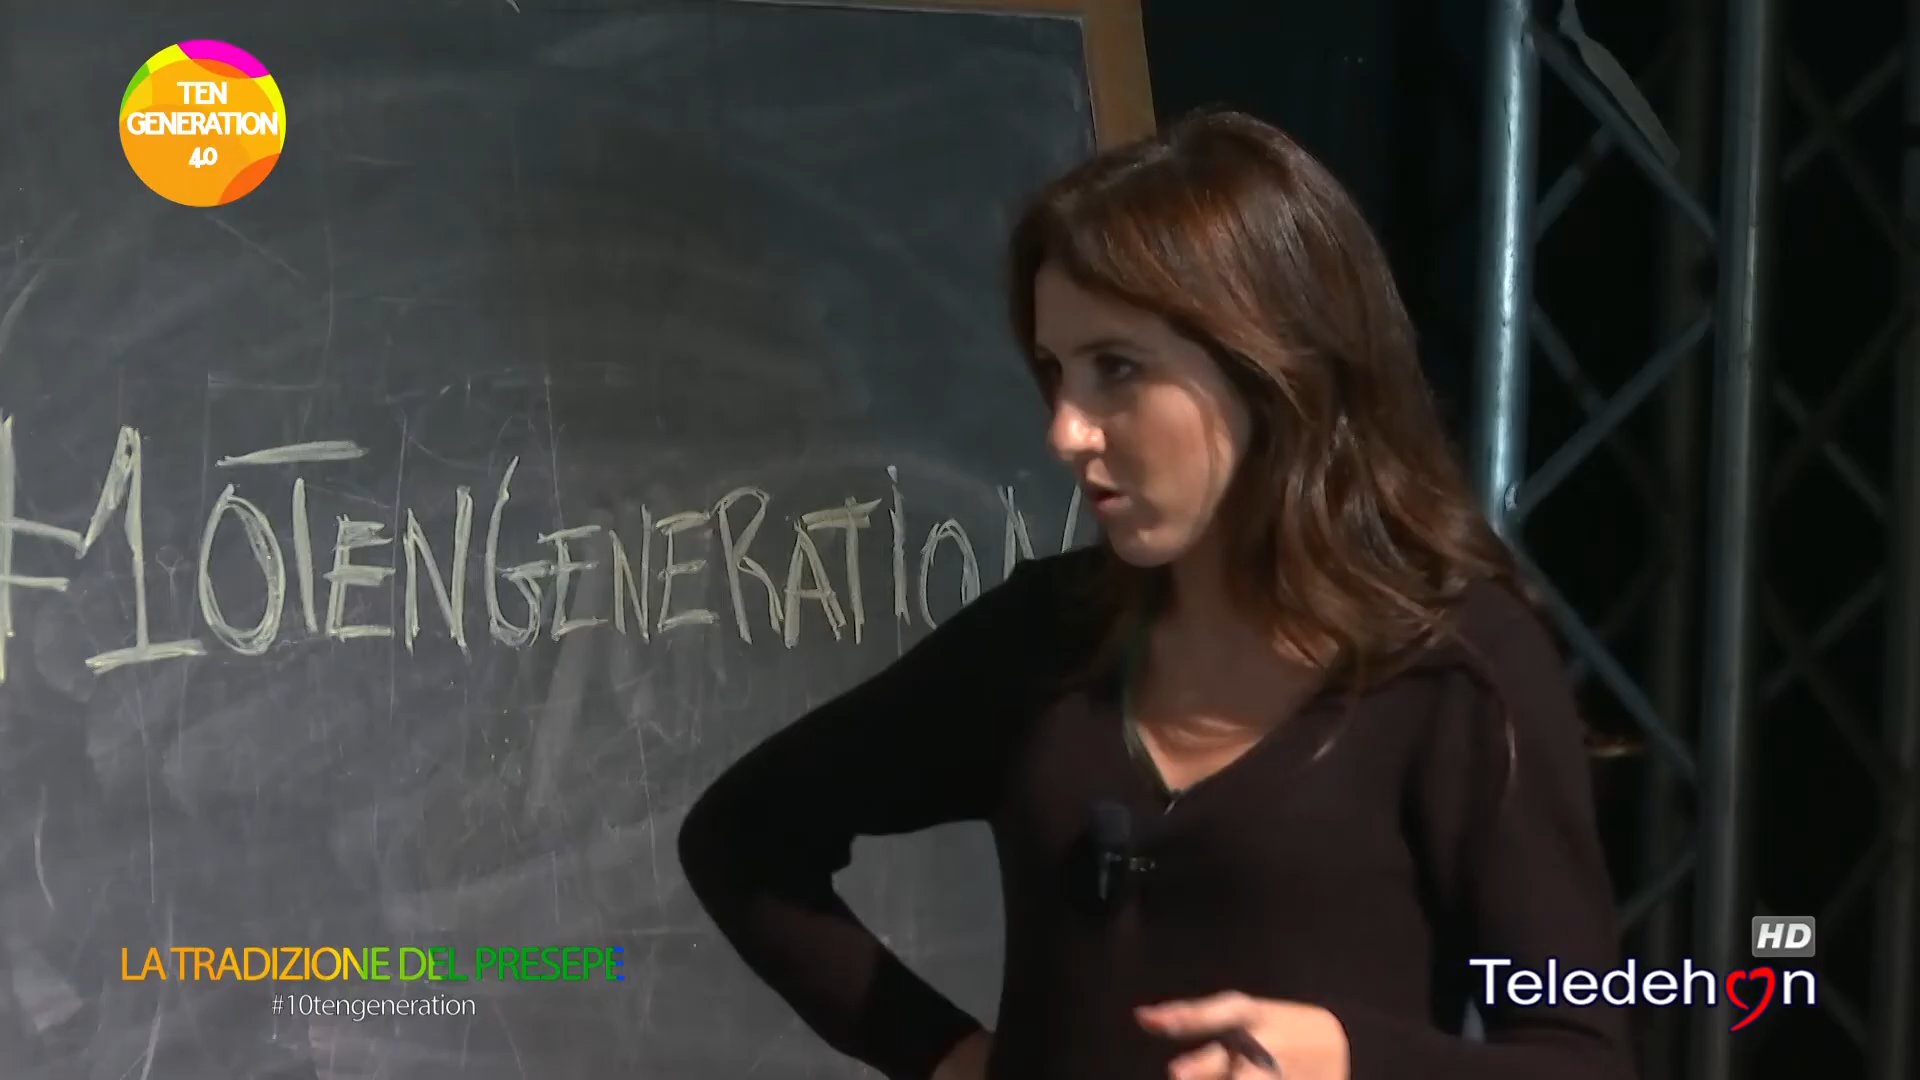 TEN
GENERATION
4.0
#10TENGENERATION
LA TRADIZIONE DEL PRESEPE
#10tengeneration
HD
Teledehon